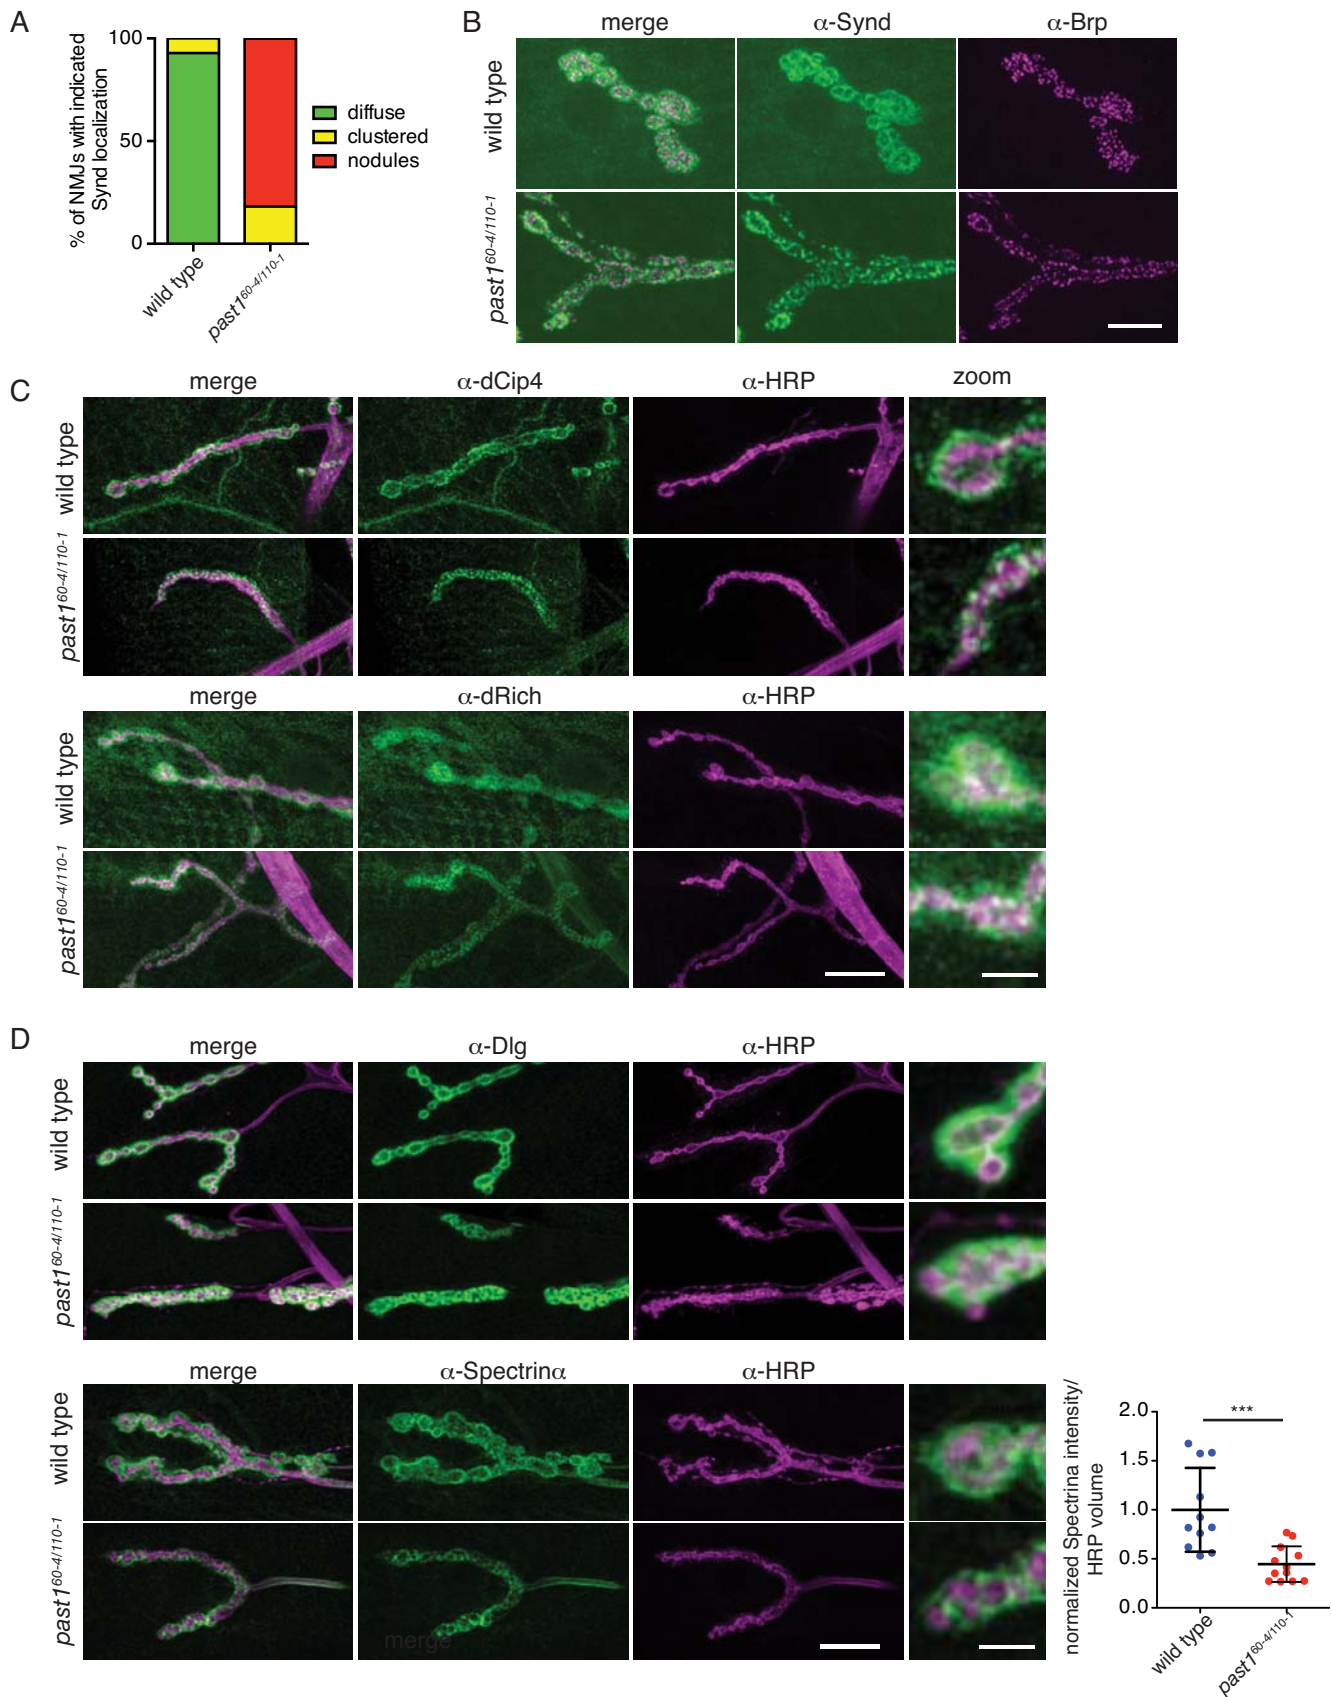 A
% of NMJs with indicated
Synd localization
100
50
0
wild type
past1 60-4/110-1
diffuse
clustered
nodules
B
merge
α-Synd
α-Brp
wild type
past1 60-4/110-1
C
merge
α-dCip4
α-HRP
zoom
wild type
past1 60-4/110-1
merge
α-dRich
α-HRP
wild type
past1 60-4/110-1
D
merge
α-Dlg
α-HRP
wild type
past1 60-4/110-1
merge
α-Spectrinα
α-HRP
wild type
past1 60-4/110-1
merge
normalized Spectrina intensity/
HRP volume
2.0
1.5
1.0
0.5
0.0
***
wild type
past1 60-4/110-1